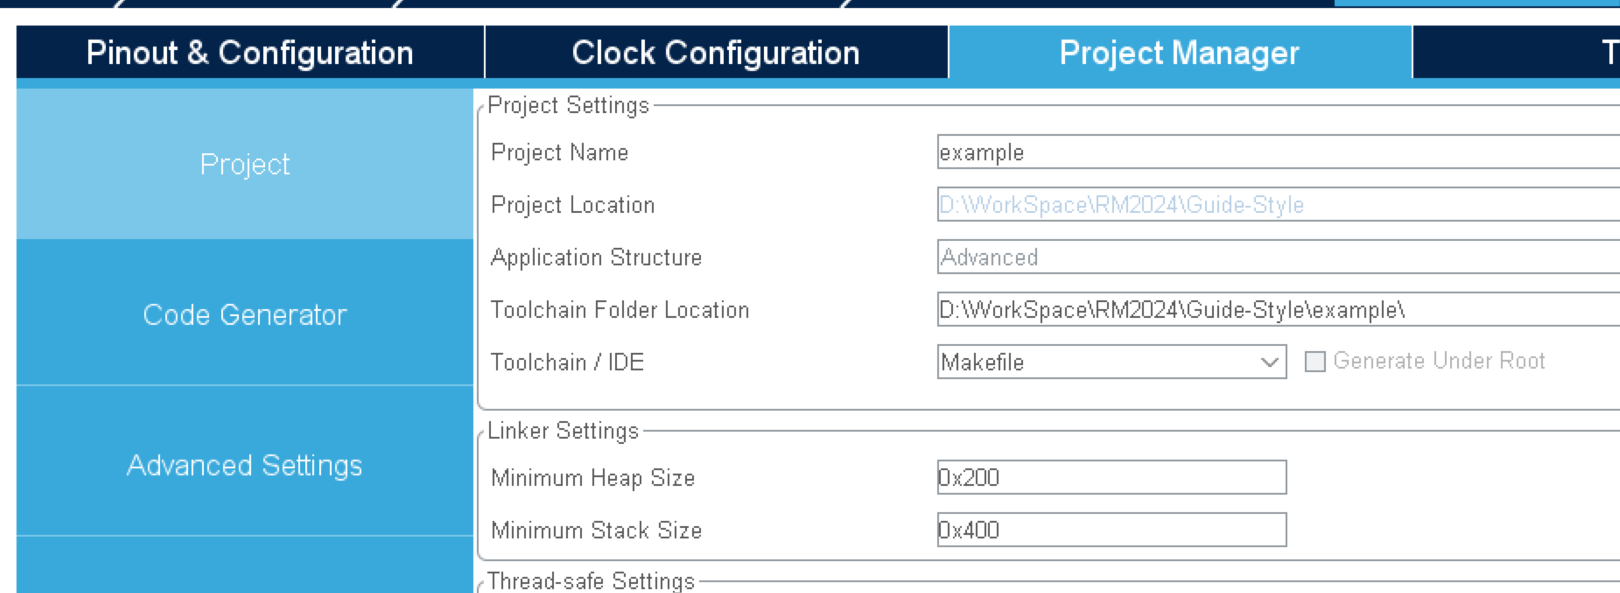 Pinout & Configuration Clock Configuration Project Manager T
Project Settings
Project Name example
Project
Project Location D:\WorkSpace\RM2024\Guide-Style
Application Structure Advanced
Toolchain Folder Location D:\WorkSpace\RM2024\Guide-Style\example\
Code Generator
Toolchain / IDE Makefile Generate Under Root
Linker Settings
Advanced Settings
Minimum Heap Size 0x200
Minimum Stack Size 0x400
Thread-safe Settings